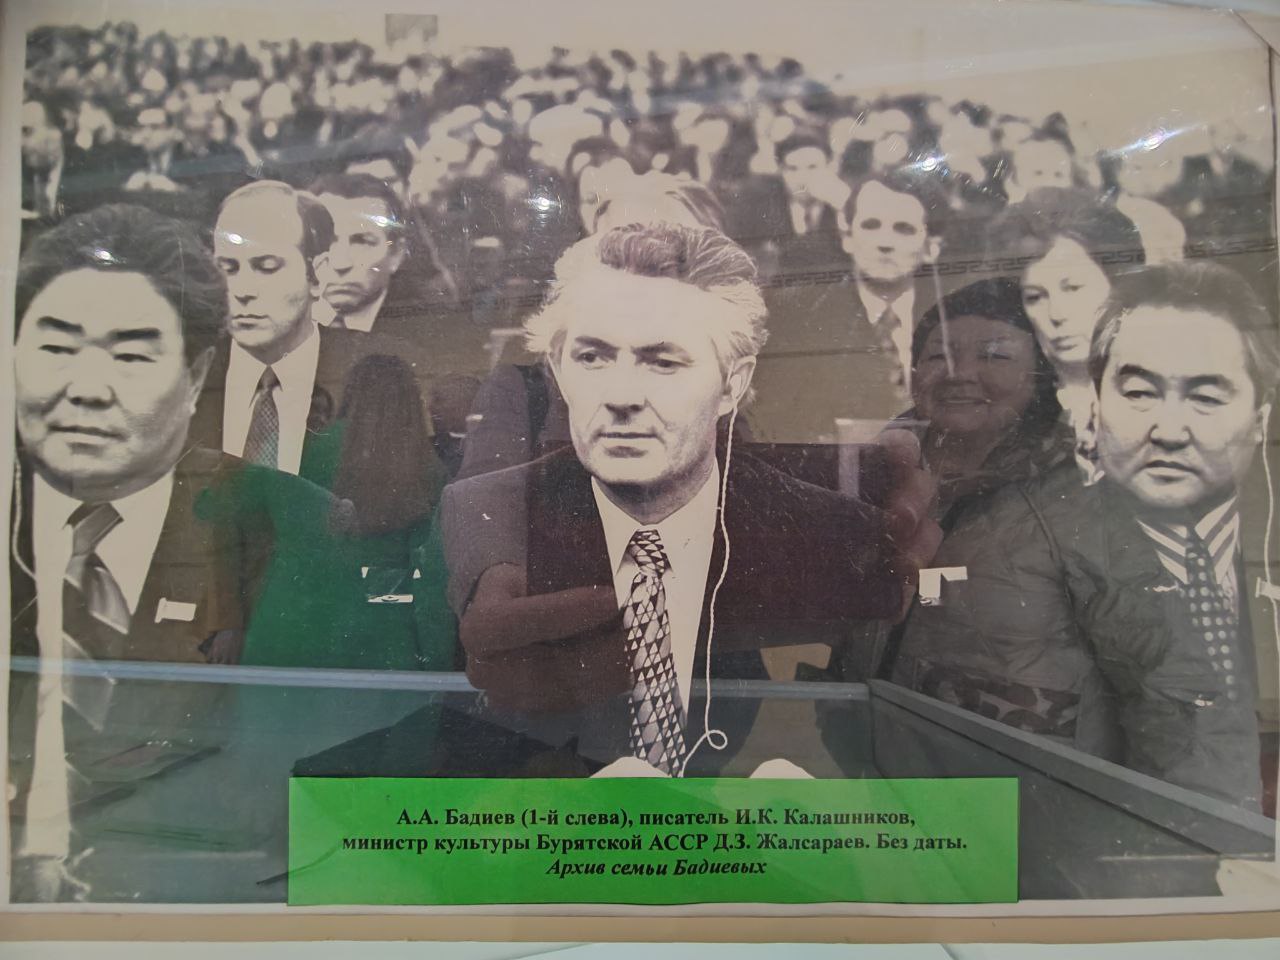 А.А. Бадиев (1-й слева), писатель И.К. Калашников,
министр культуры Бурятской АССР Д.З. Жалсараев. Без даты.
Архив семьи Бадиевых